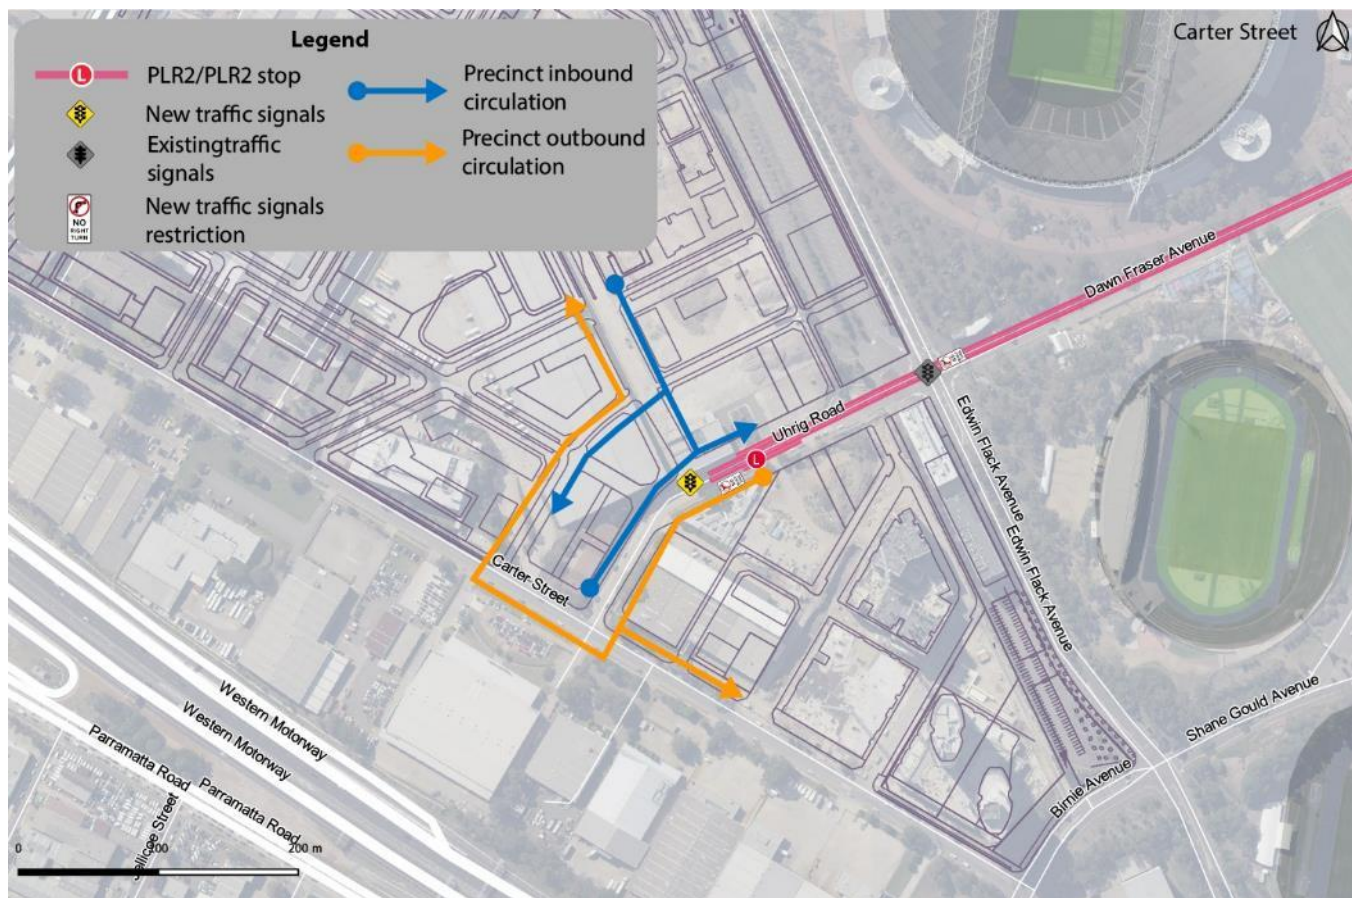 Carter Street
Legend
PLR2/PLR2 stop
New traffic signals
Existingtraffic
signals
New traffic signals
restriction
Precinct inbound
circulation
Precinct outbound
circulation
L
L
NO
RIGHT
TURN
Dawn Fraser Avenue
Uhrig Road
Edwin Flack Avenue
Edwin Flack Avenue
Carter Street
Shane Gould Avenue
Birnie Avenue
Western Motorway
Western Motorway
Parramatta Road
Parramatta Road
Street
0
100
200 m